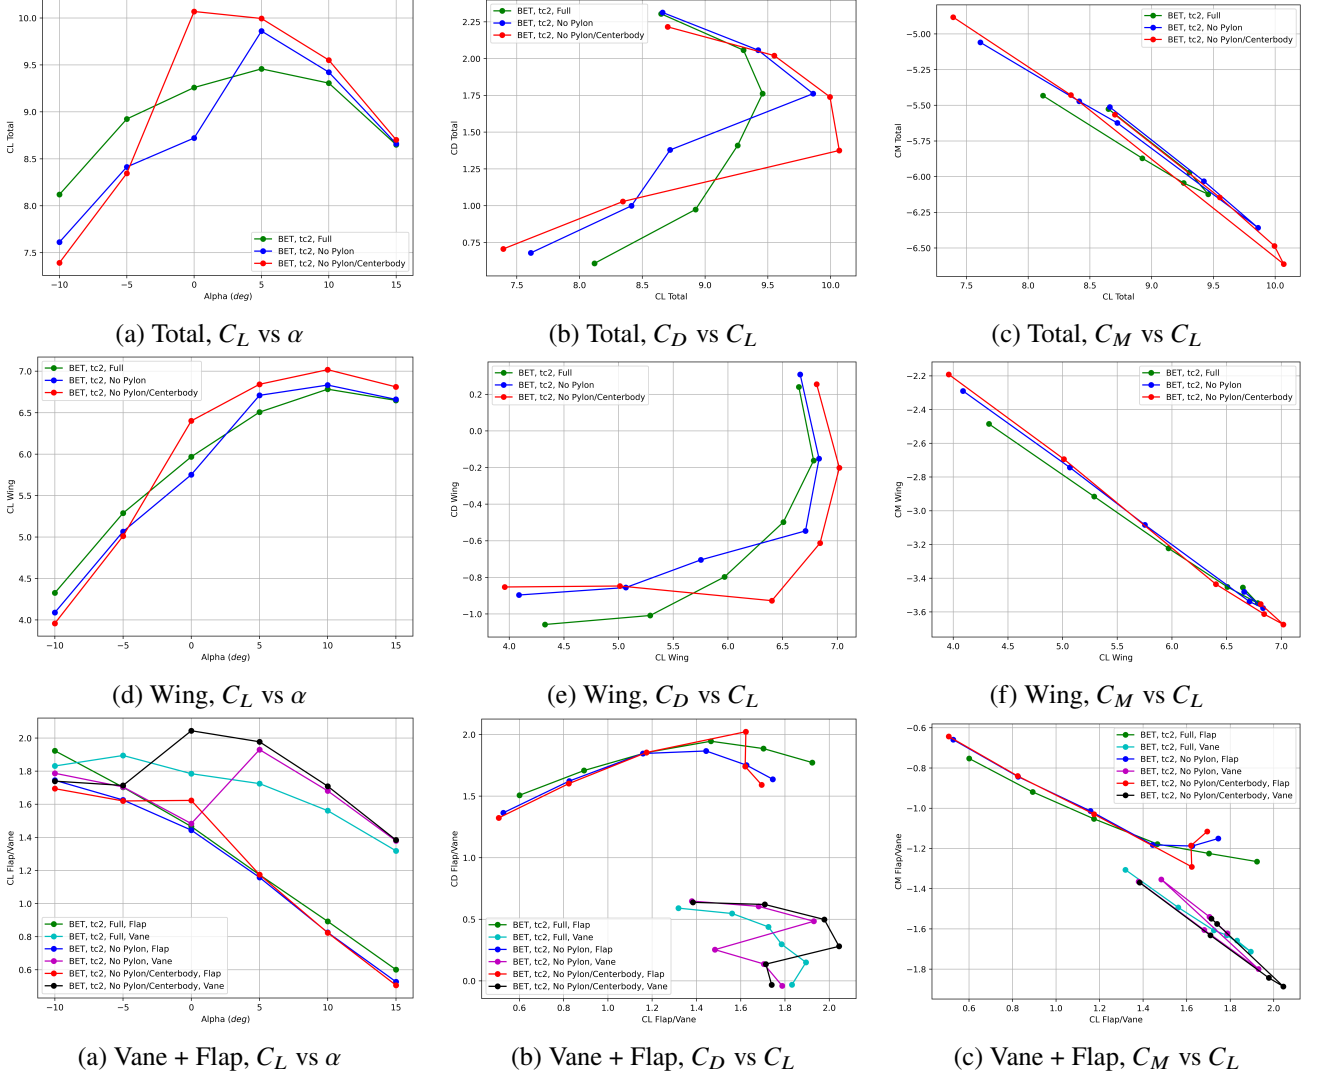 10.0
9.5
9.0
8.5
8.0
7.5
CL Total
BET, tc2, Full
BET, tc2, No Pylon
BET, tc2, No Pylon/Centerbody
−10 −5 0 5 10 15
Alpha (deg)
(a) Total, C_L vs α
BET, tc2, Full
BET, tc2, No Pylon
BET, tc2, No Pylon/Centerbody
2.25
2.00
1.75
1.50
1.25
1.00
0.75
CD Total
7.5 8.0 8.5 9.0 9.5 10.0
CL Total
(b) Total, C_D vs C_L
BET, tc2, Full
BET, tc2, No Pylon
BET, tc2, No Pylon/Centerbody
−5.00
−5.25
−5.50
−5.75
−6.00
−6.25
−6.50
CM Total
7.5 8.0 8.5 9.0 9.5 10.0
CL Total
(c) Total, C_M vs C_L
BET, tc2, Full
BET, tc2, No Pylon
BET, tc2, No Pylon/Centerbody
7.0
6.5
6.0
5.5
5.0
4.5
4.0
CL Wing
−10 −5 0 5 10 15
Alpha (deg)
(d) Wing, C_L vs α
BET, tc2, Full
BET, tc2, No Pylon
BET, tc2, No Pylon/Centerbody
0.2
0.0
−0.2
−0.4
−0.6
−0.8
−1.0
CD Wing
4.0 4.5 5.0 5.5 6.0 6.5 7.0
CL Wing
(e) Wing, C_D vs C_L
BET, tc2, Full
BET, tc2, No Pylon
BET, tc2, No Pylon/Centerbody
−2.2
−2.4
−2.6
−2.8
−3.0
−3.2
−3.4
−3.6
CM Wing
4.0 4.5 5.0 5.5 6.0 6.5 7.0
CL Wing
(f) Wing, C_M vs C_L
2.0
1.8
1.6
1.4
1.2
1.0
0.8
0.6
CL Flap/Vane
BET, tc2, Full, Flap
BET, tc2, Full, Vane
BET, tc2, No Pylon, Flap
BET, tc2, No Pylon, Vane
BET, tc2, No Pylon/Centerbody, Flap
BET, tc2, No Pylon/Centerbody, Vane
−10 −5 0 5 10 15
Alpha (deg)
(a) Vane + Flap, C_L vs α
2.0
1.5
1.0
0.5
0.0
CD Flap/Vane
BET, tc2, Full, Flap
BET, tc2, Full, Vane
BET, tc2, No Pylon, Flap
BET, tc2, No Pylon, Vane
BET, tc2, No Pylon/Centerbody, Flap
BET, tc2, No Pylon/Centerbody, Vane
0.6 0.8 1.0 1.2 1.4 1.6 1.8 2.0
CL Flap/Vane
(b) Vane + Flap, C_D vs C_L
BET, tc2, Full, Flap
BET, tc2, Full, Vane
BET, tc2, No Pylon, Flap
BET, tc2, No Pylon, Vane
BET, tc2, No Pylon/Centerbody, Flap
BET, tc2, No Pylon/Centerbody, Vane
−0.6
−0.8
−1.0
−1.2
−1.4
−1.6
−1.8
CM Flap/Vane
0.6 0.8 1.0 1.2 1.4 1.6 1.8 2.0
CL Flap/Vane
(c) Vane + Flap, C_M vs C_L